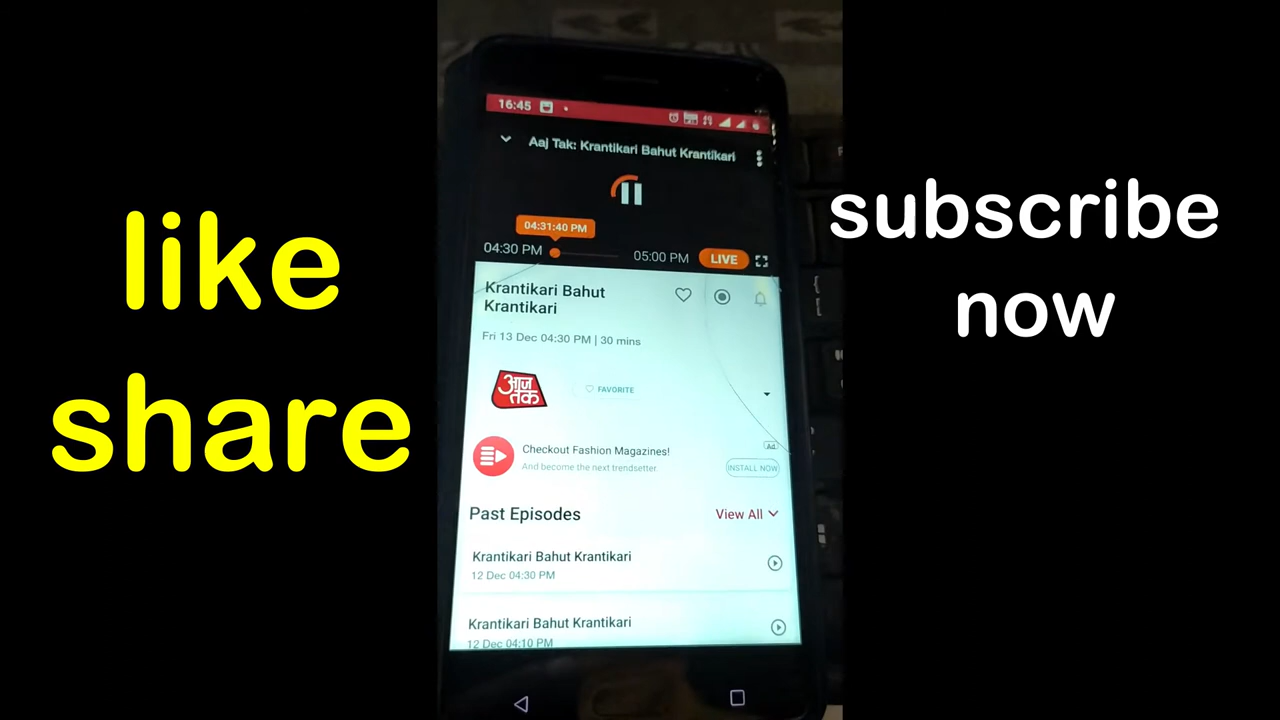 like
share
16:45
Aaj Tak: Krantikari Bahut Krantikari
04:31:40 PM
04:30 PM
05:00 PM
LIVE
Krantikari Bahut
Krantikari
Fri 13 Dec 04:30 PM | 30 mins
आज
तक
FAVORITE
Checkout Fashion Magazines!
Ad
And become the next trendsetter.
INSTALL NOW
Past Episodes
View All
Krantikari Bahut Krantikari
12 Dec 04:30 PM
Krantikari Bahut Krantikari
12 Dec 04:10 PM
subscribe
now